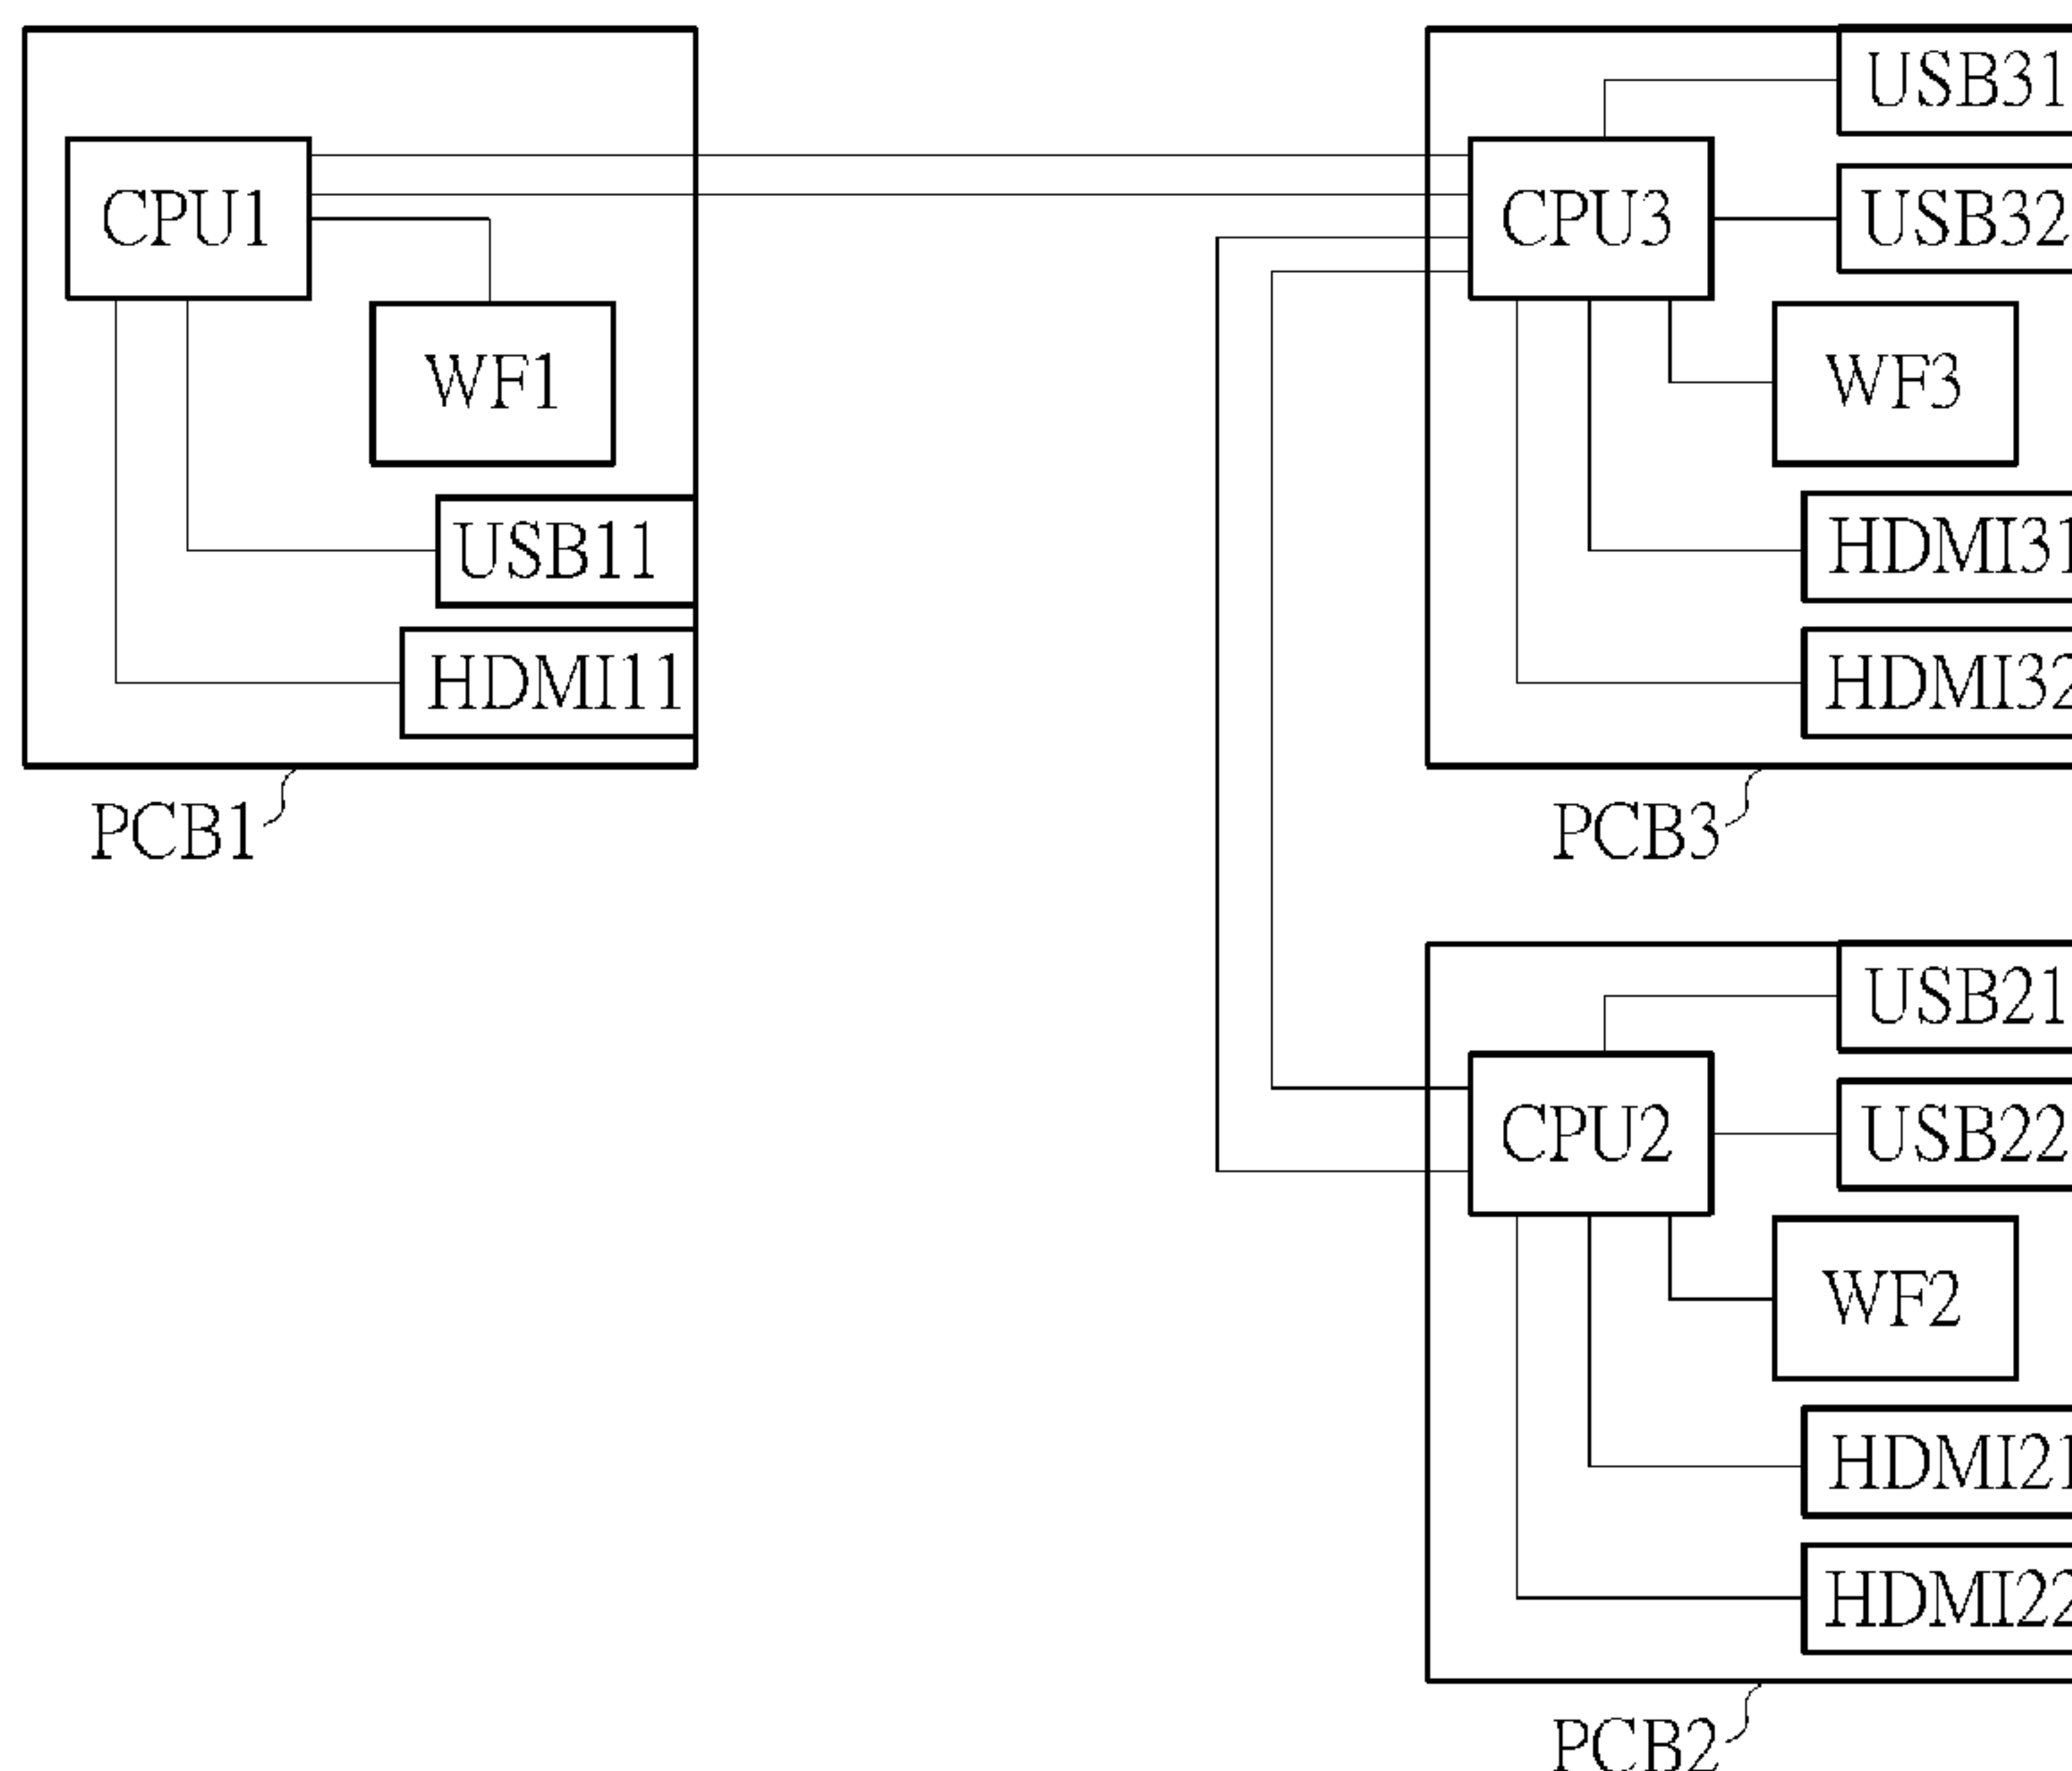 CPU1
WF1
USB11
HDMI11
PCB1
USB31
CPU3
USB32
WF3
HDMI31
HDMI32
PCB3
USB21
CPU2
USB22
WF2
HDMI21
HDMI22
PCB2